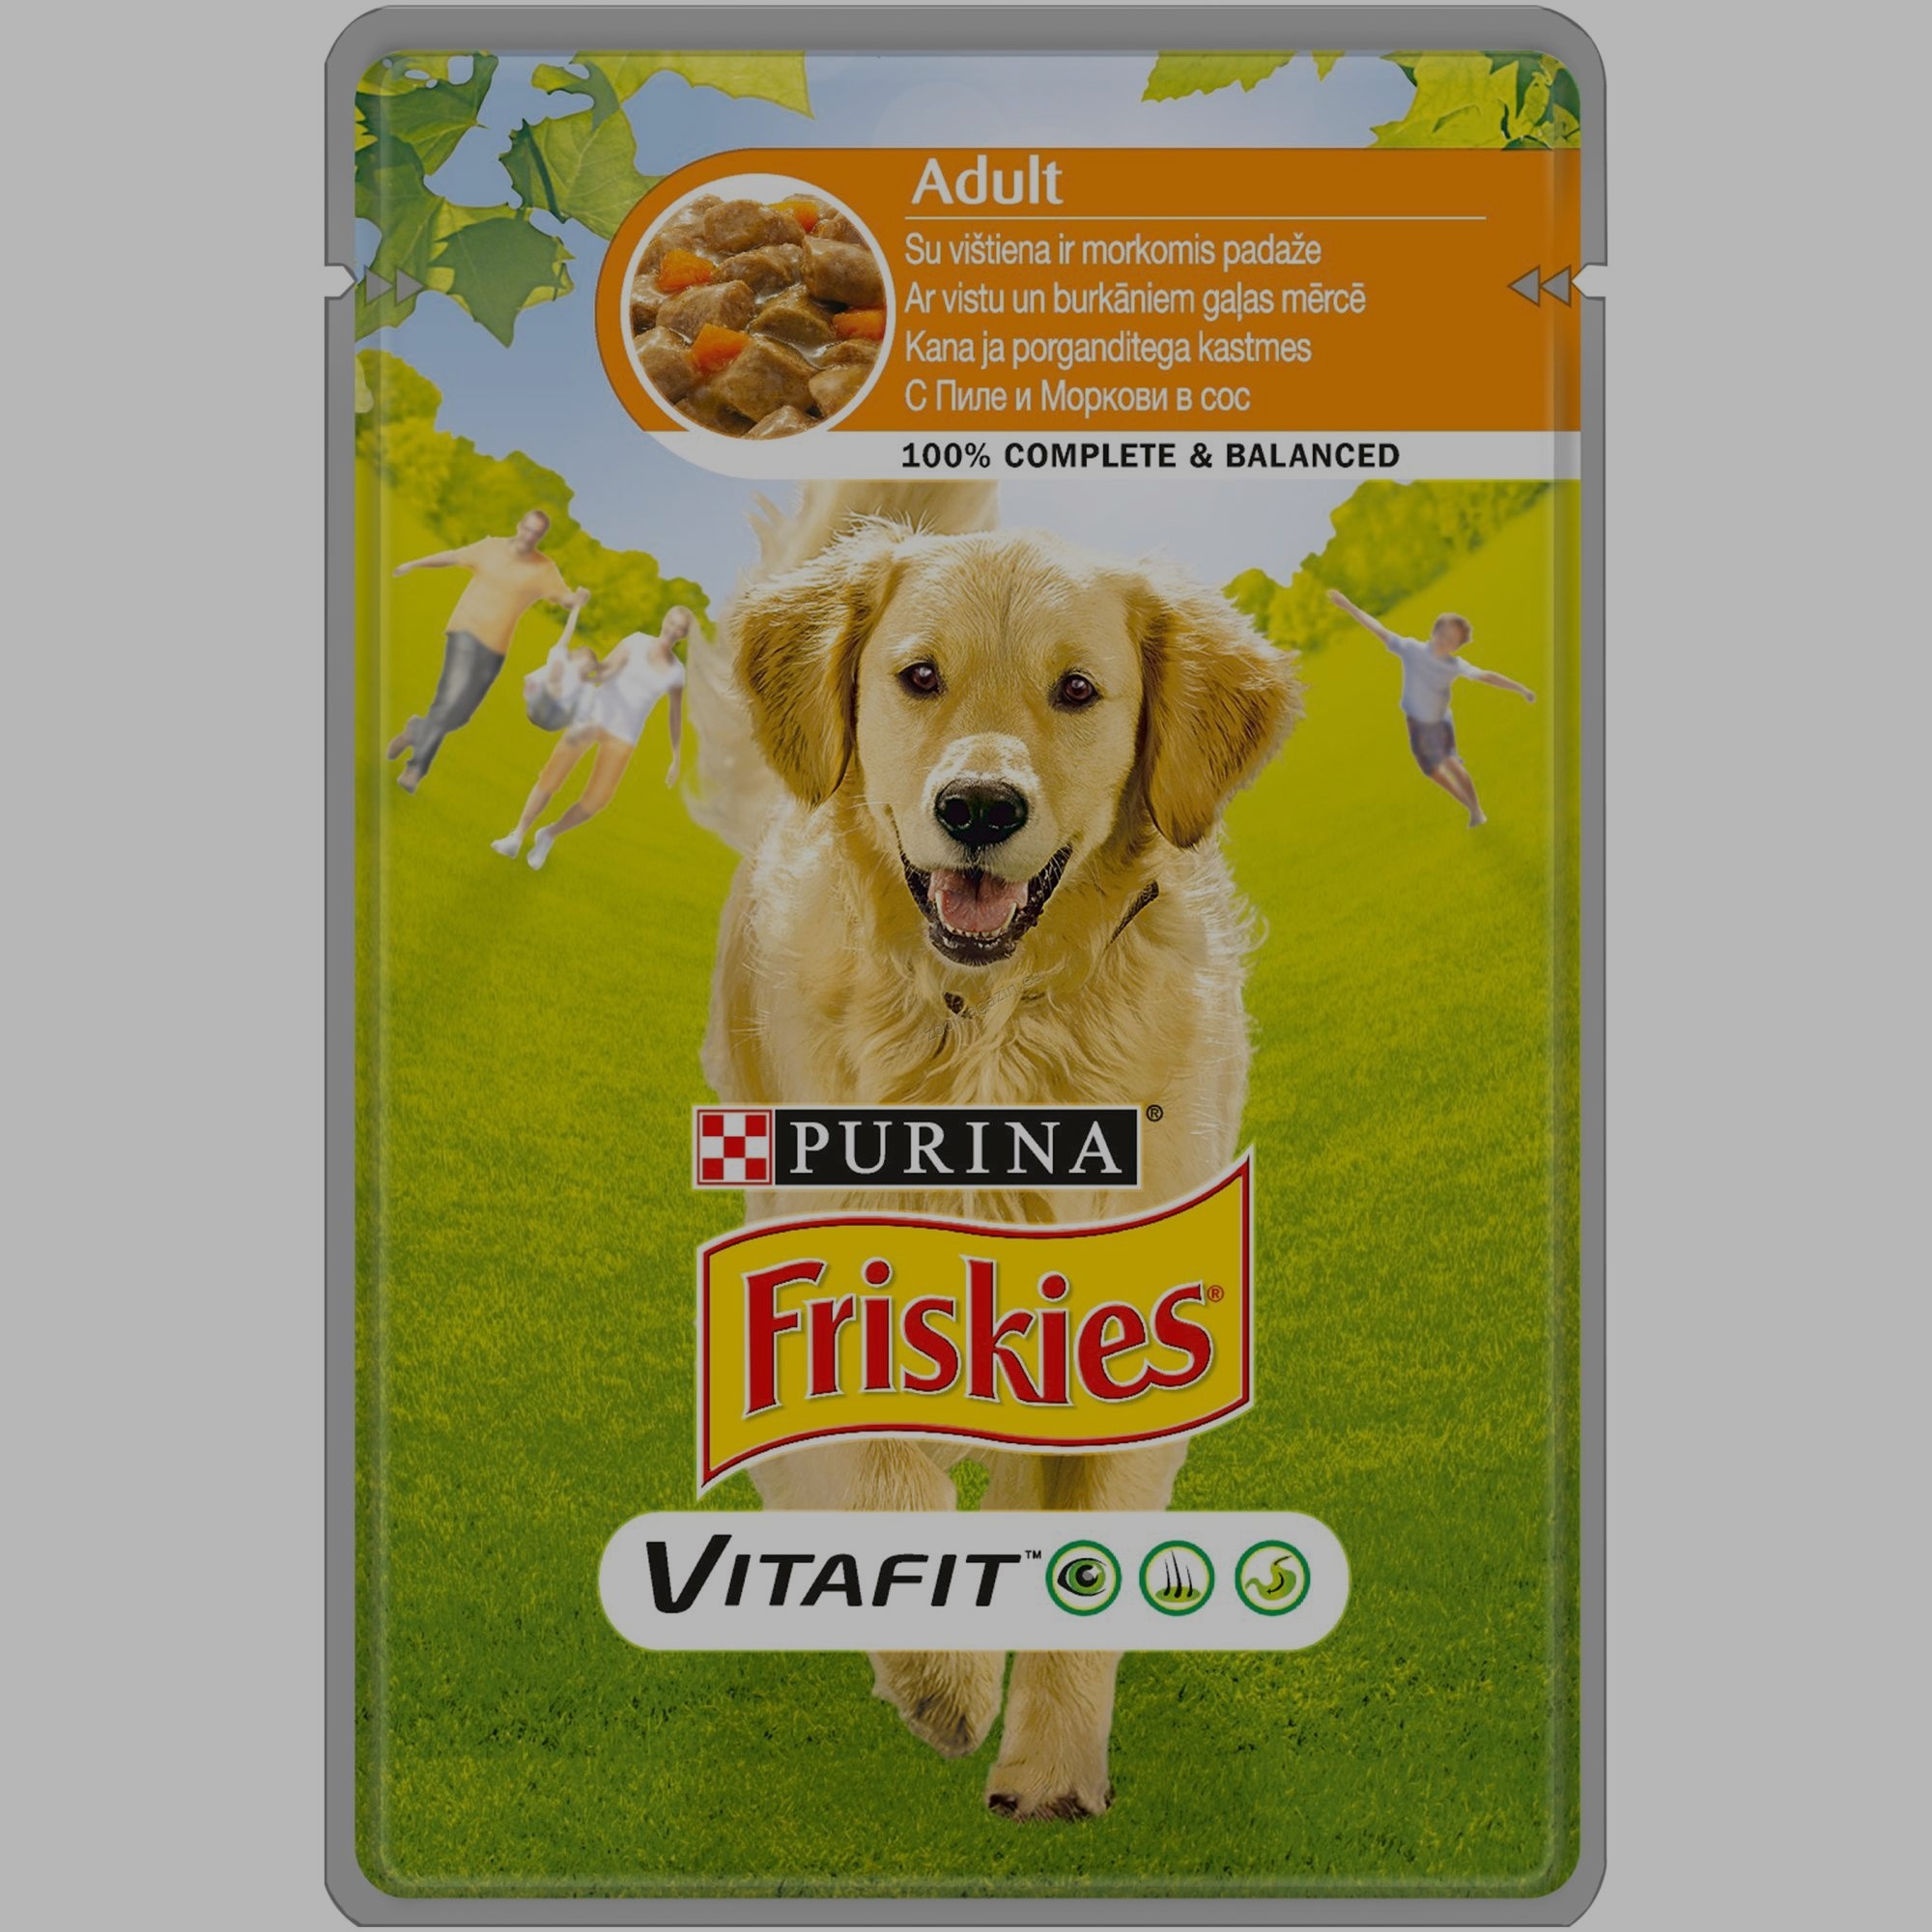 Adult
Su vištiena ir morkomis padaže
Ar vistu un burkāniem gaļas mērcē
Kana ja porganditega kastmes
С Пиле и Моркови в сос
100% COMPLETE & BALANCED
PURINA®
Friskies®
VITAFIT™